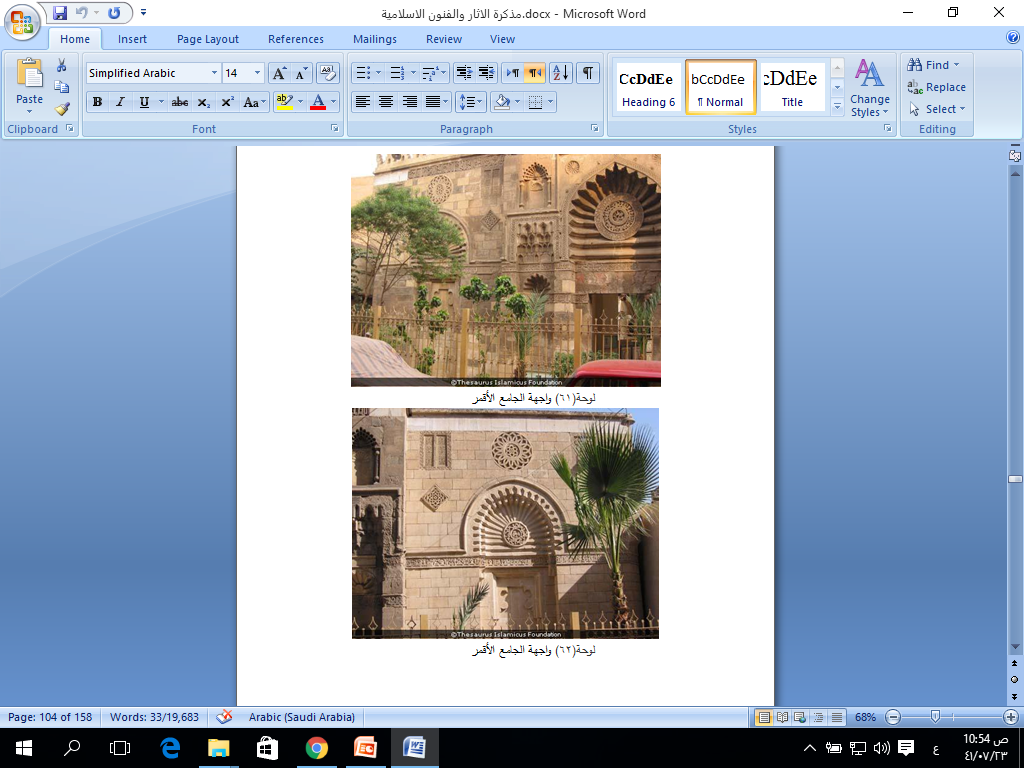 مذكرة الاثار والفنون الاسلامية.docx - Microsoft Word
Home Insert Page Layout References Mailings Review View
Paste
Clipboard
Simplified Arabic 14
Font
Paragraph
CcDdEe bCcDdEe cDdEe
Heading 6 ¶ Normal Title
Change Styles
Styles
Find
Replace
Select
Editing
©Thesaurus Islamicus Foundation
لوحة(٦١) واجهة الجامع الأقمر
©Thesaurus Islamicus Foundation
لوحة(٦٢) واجهة الجامع الأقمر
Page: 104 of 158 Words: 33/19,683 Arabic (Saudi Arabia) 68%
ع
10:54 ص
٤١/٠٧/٢٣